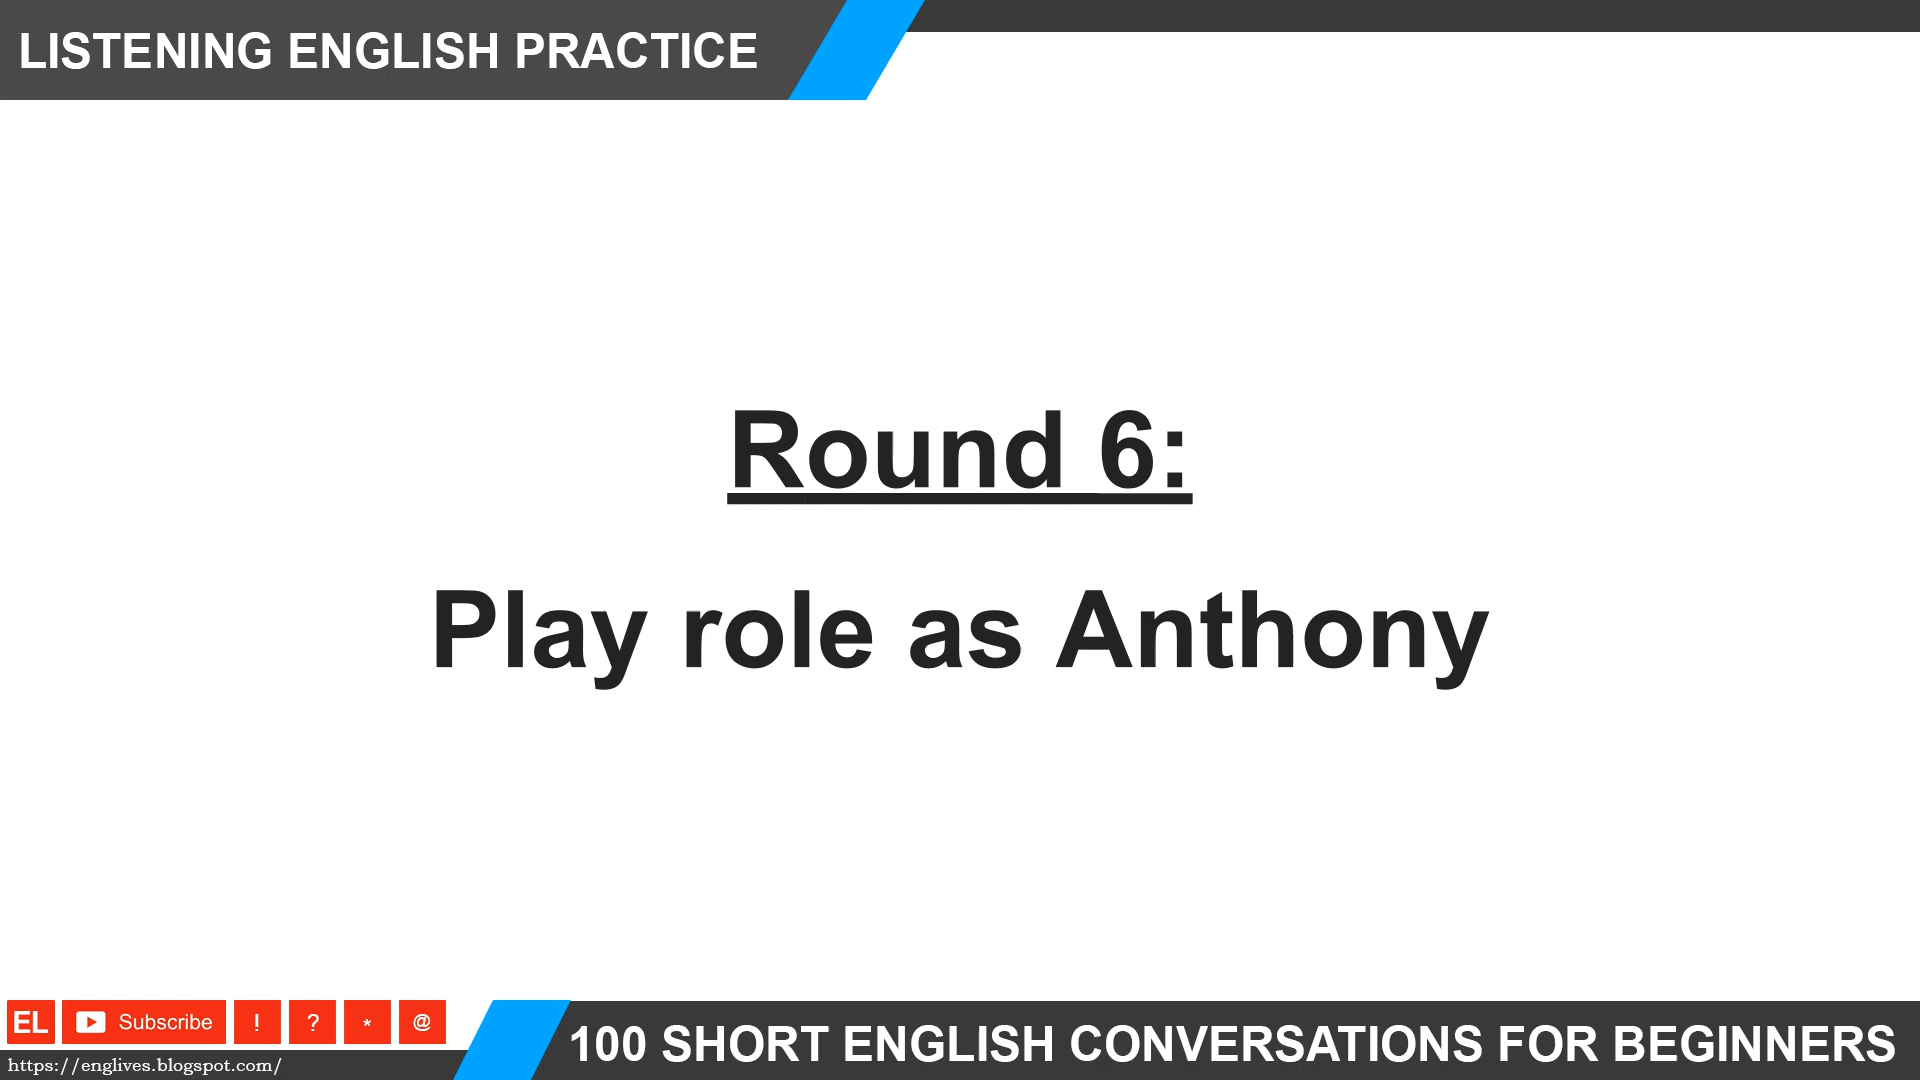 LISTENING ENGLISH PRACTICE
Round 6:
Play role as Anthony
EL Subscribe ! ? * @
https://englives.blogspot.com/
100 SHORT ENGLISH CONVERSATIONS FOR BEGINNERS